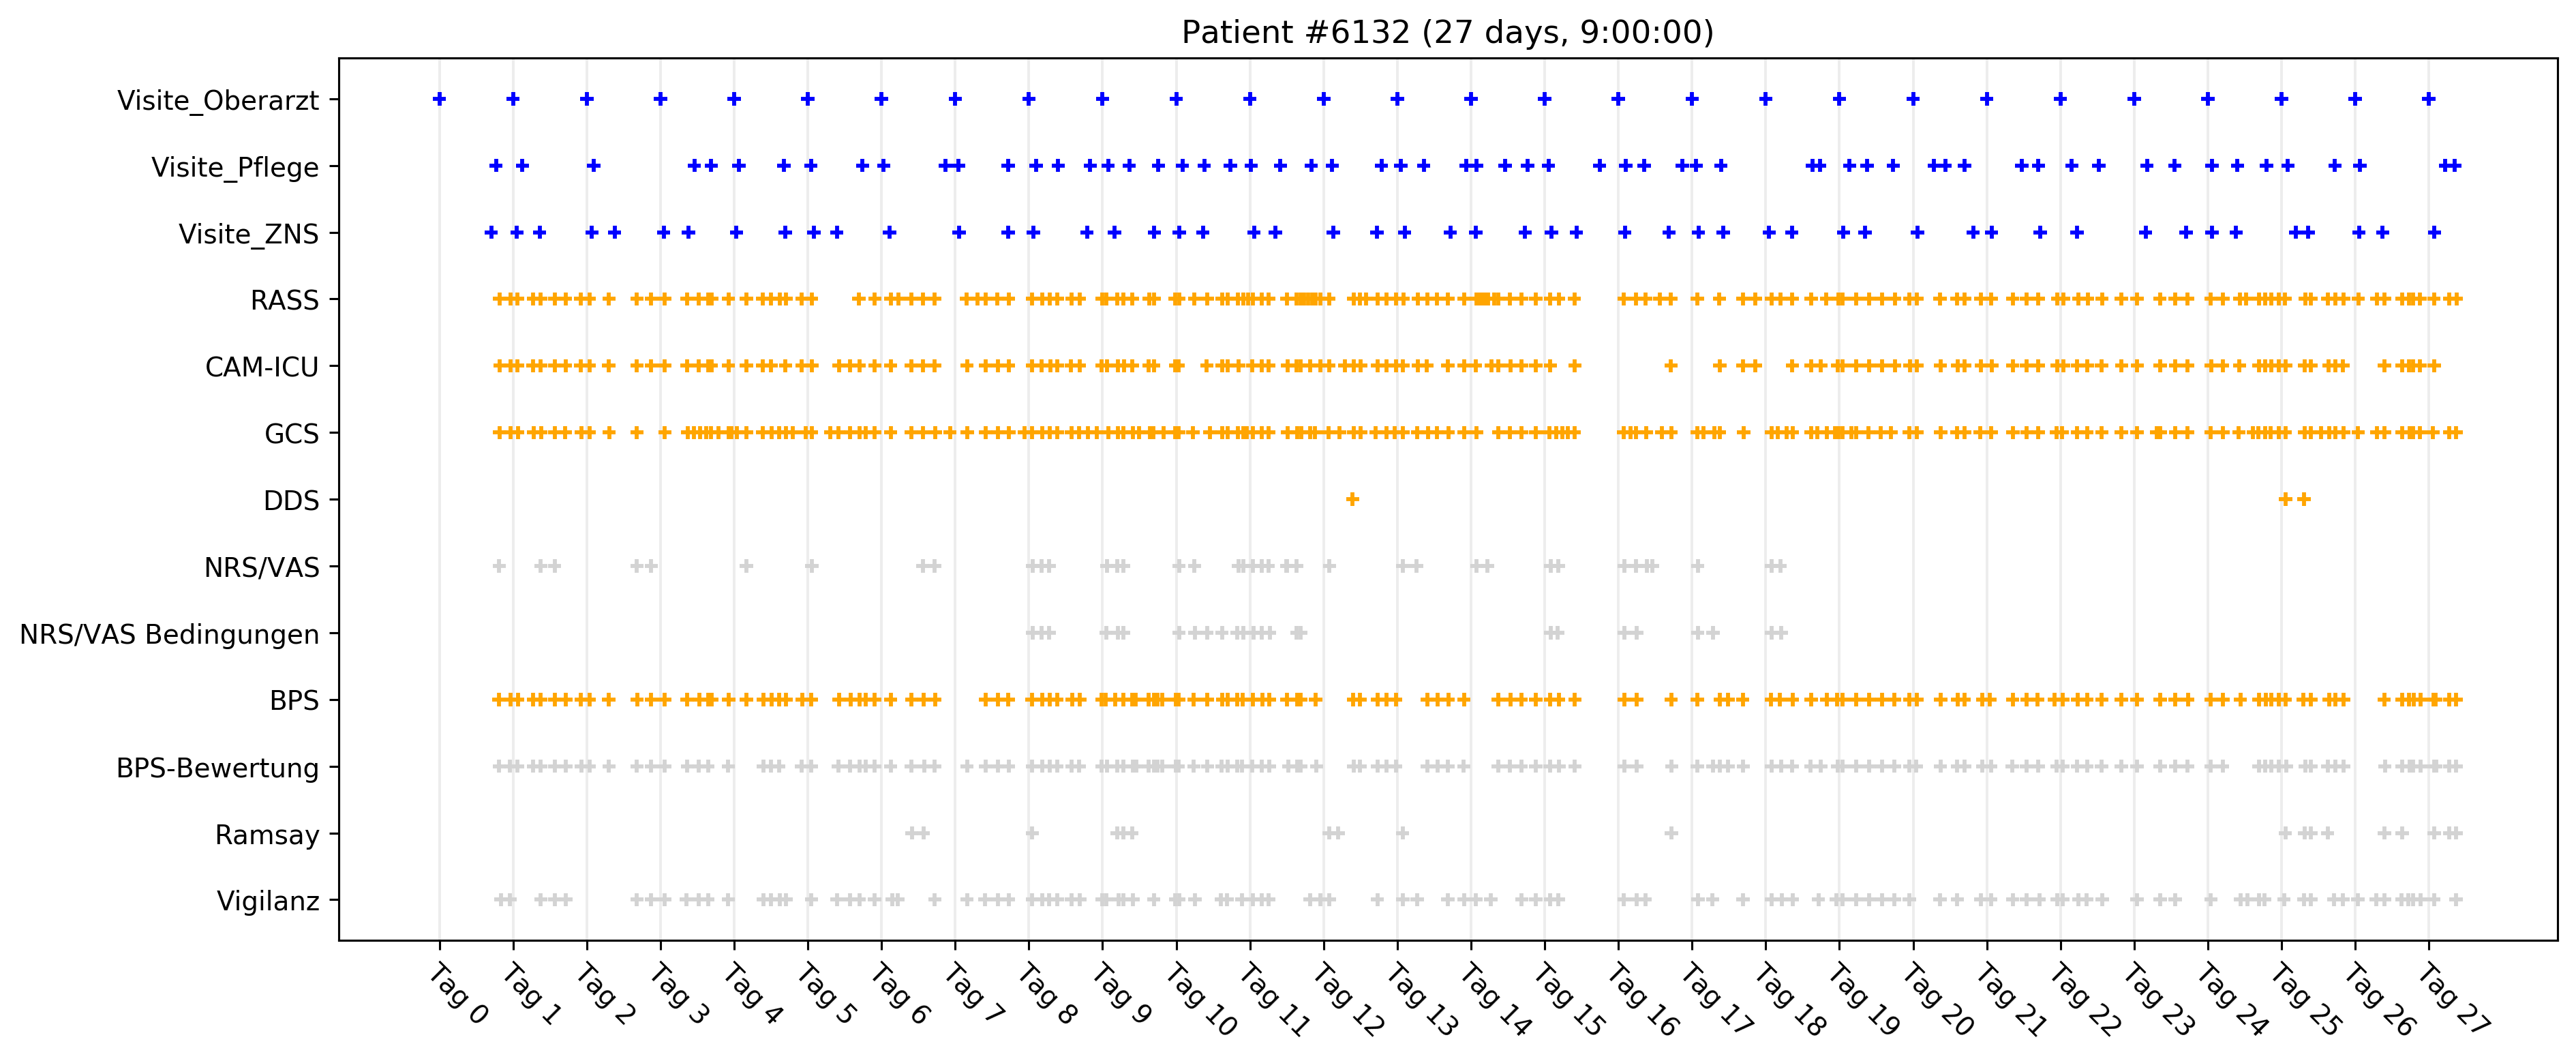 Patient #6132 (27 days, 9:00:00)
Visite_Oberarzt
Visite_Pflege
Visite_ZNS
RASS
CAM-ICU
GCS
DDS
NRS/VAS
NRS/VAS Bedingungen
BPS
BPS-Bewertung
Ramsay
Vigilanz
Tag 0
Tag 1
Tag 2
Tag 3
Tag 4
Tag 5
Tag 6
Tag 7
Tag 8
Tag 9
Tag 10
Tag 11
Tag 12
Tag 13
Tag 14
Tag 15
Tag 16
Tag 17
Tag 18
Tag 19
Tag 20
Tag 21
Tag 22
Tag 23
Tag 24
Tag 25
Tag 26
Tag 27